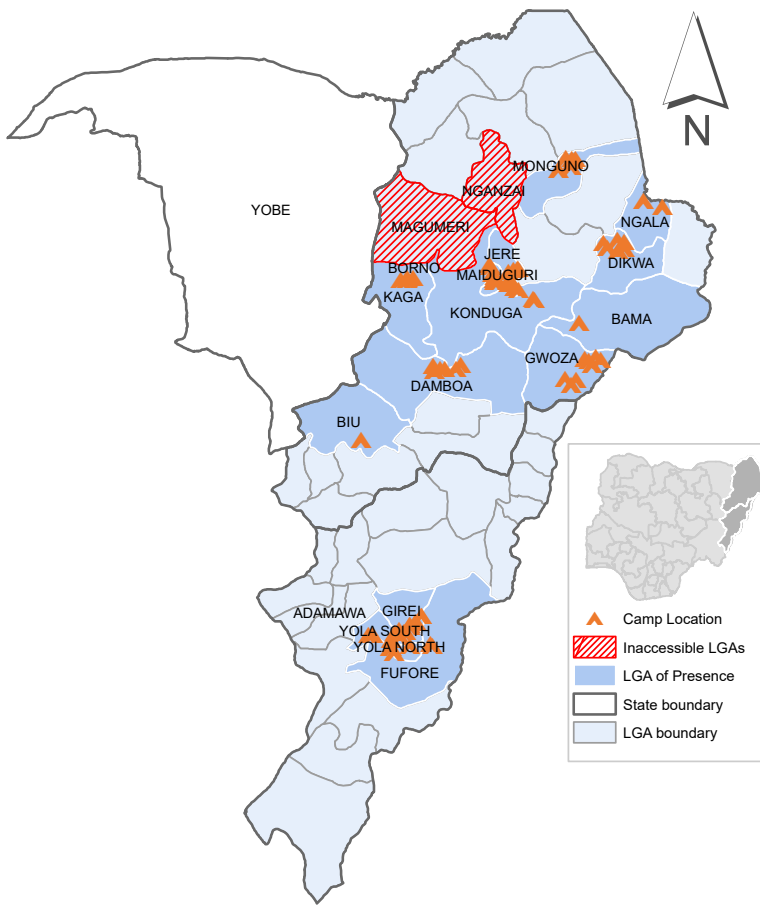 N
MONGUNO
NGANZAI
YOBE
NGALA
MAGUMERI
JERE
DIKWA
BORNO
MAIDUGURI
KAGA
KONDUGA
BAMA
GWOZA
DAMBOA
BIU
ADAMAWA
GIREI
YOLA SOUTH
YOLA NORTH
FUFORE
Camp Location
Inaccessible LGAs
LGA of Presence
State boundary
LGA boundary